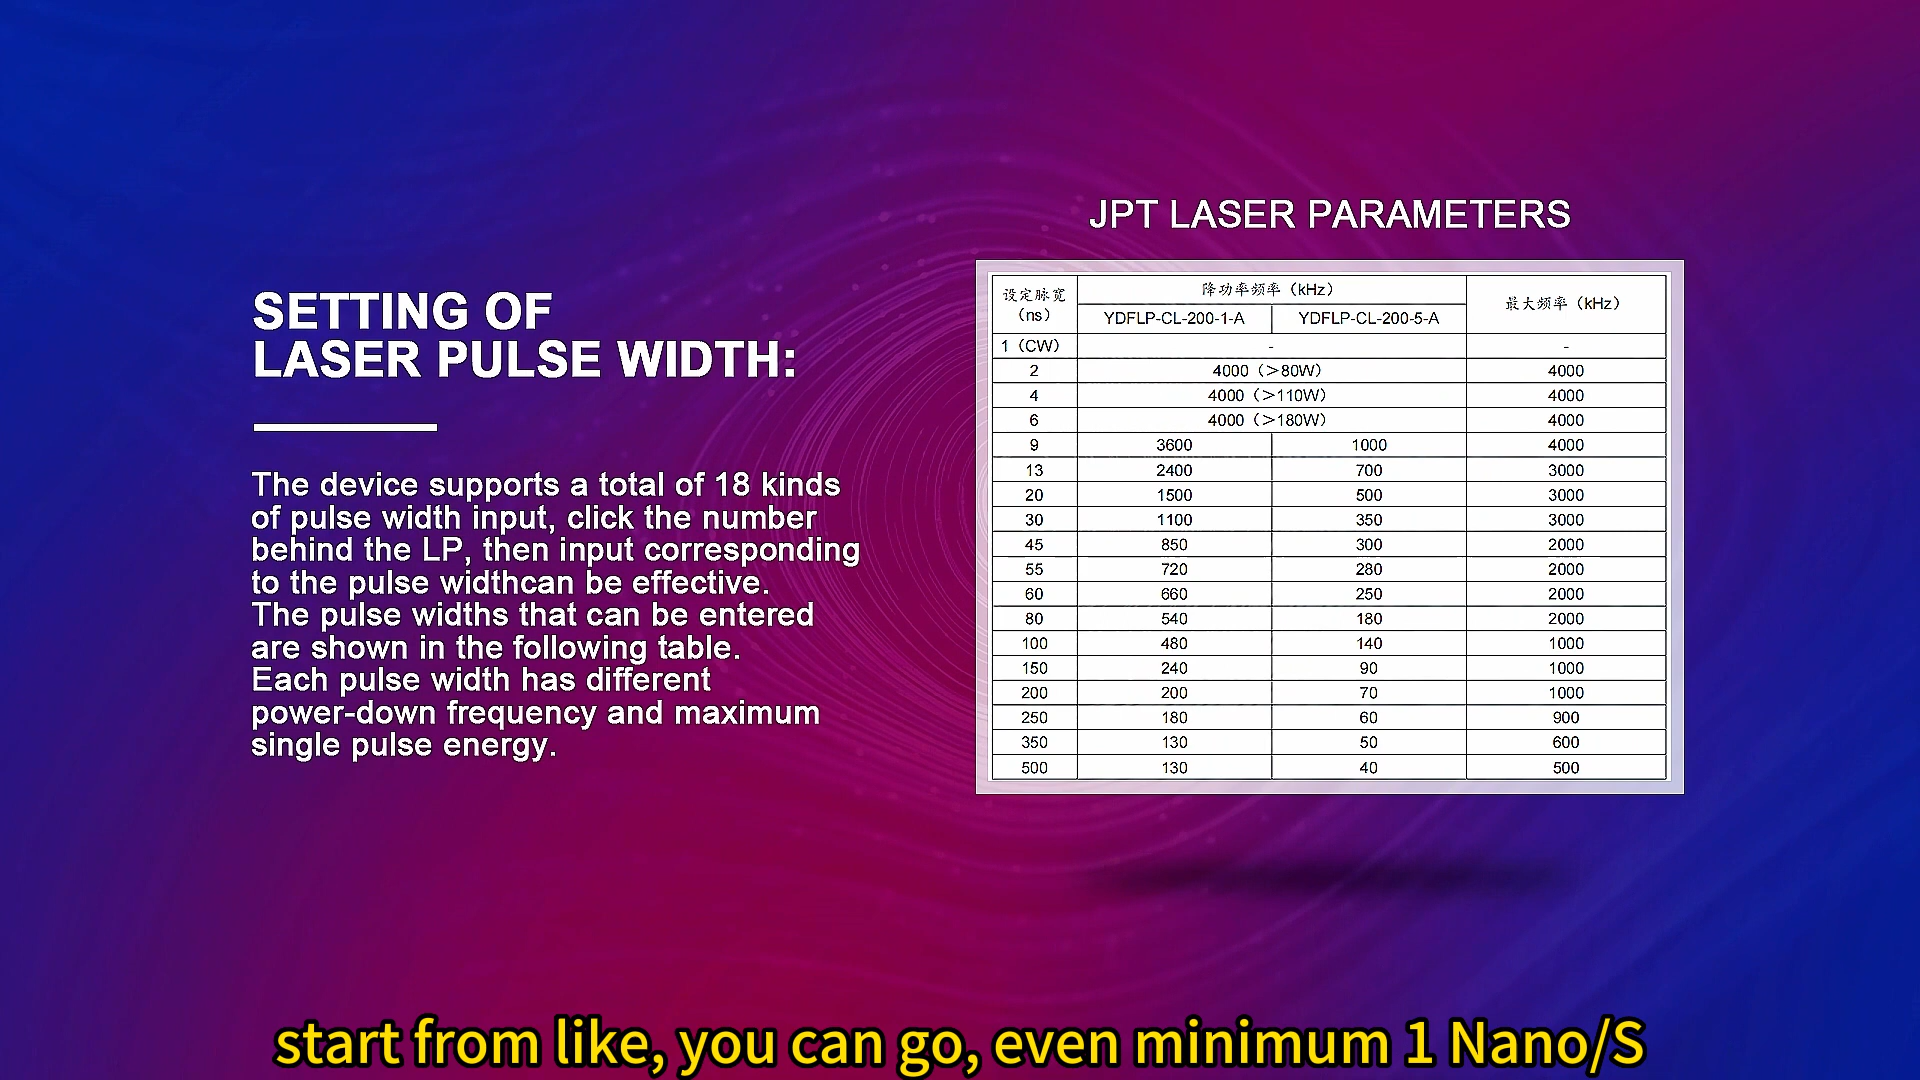 SETTING OF
LASER PULSE WIDTH:
The device supports a total of 18 kinds
of pulse width input, click the number
behind the LP, then input corresponding
to the pulse widthcan be effective.
The pulse widths that can be entered
are shown in the following table.
Each pulse width has different
power-down frequency and maximum
single pulse energy.
JPT LASER PARAMETERS
设定脉宽（ns） 降功率频率（kHz） 最大频率（kHz）
YDFLP-CL-200-1-A YDFLP-CL-200-5-A
1（CW） - -
2 4000（>80W） 4000
4 4000（>110W） 4000
6 4000（>180W） 4000
9 3600 1000 4000
13 2400 700 3000
20 1500 500 3000
30 1100 350 3000
45 850 300 2000
55 720 280 2000
60 660 250 2000
80 540 180 2000
100 480 140 1000
150 240 90 1000
200 200 70 1000
250 180 60 900
350 130 50 600
500 130 40 500
start from like, you can go, even minimum 1 Nano/S